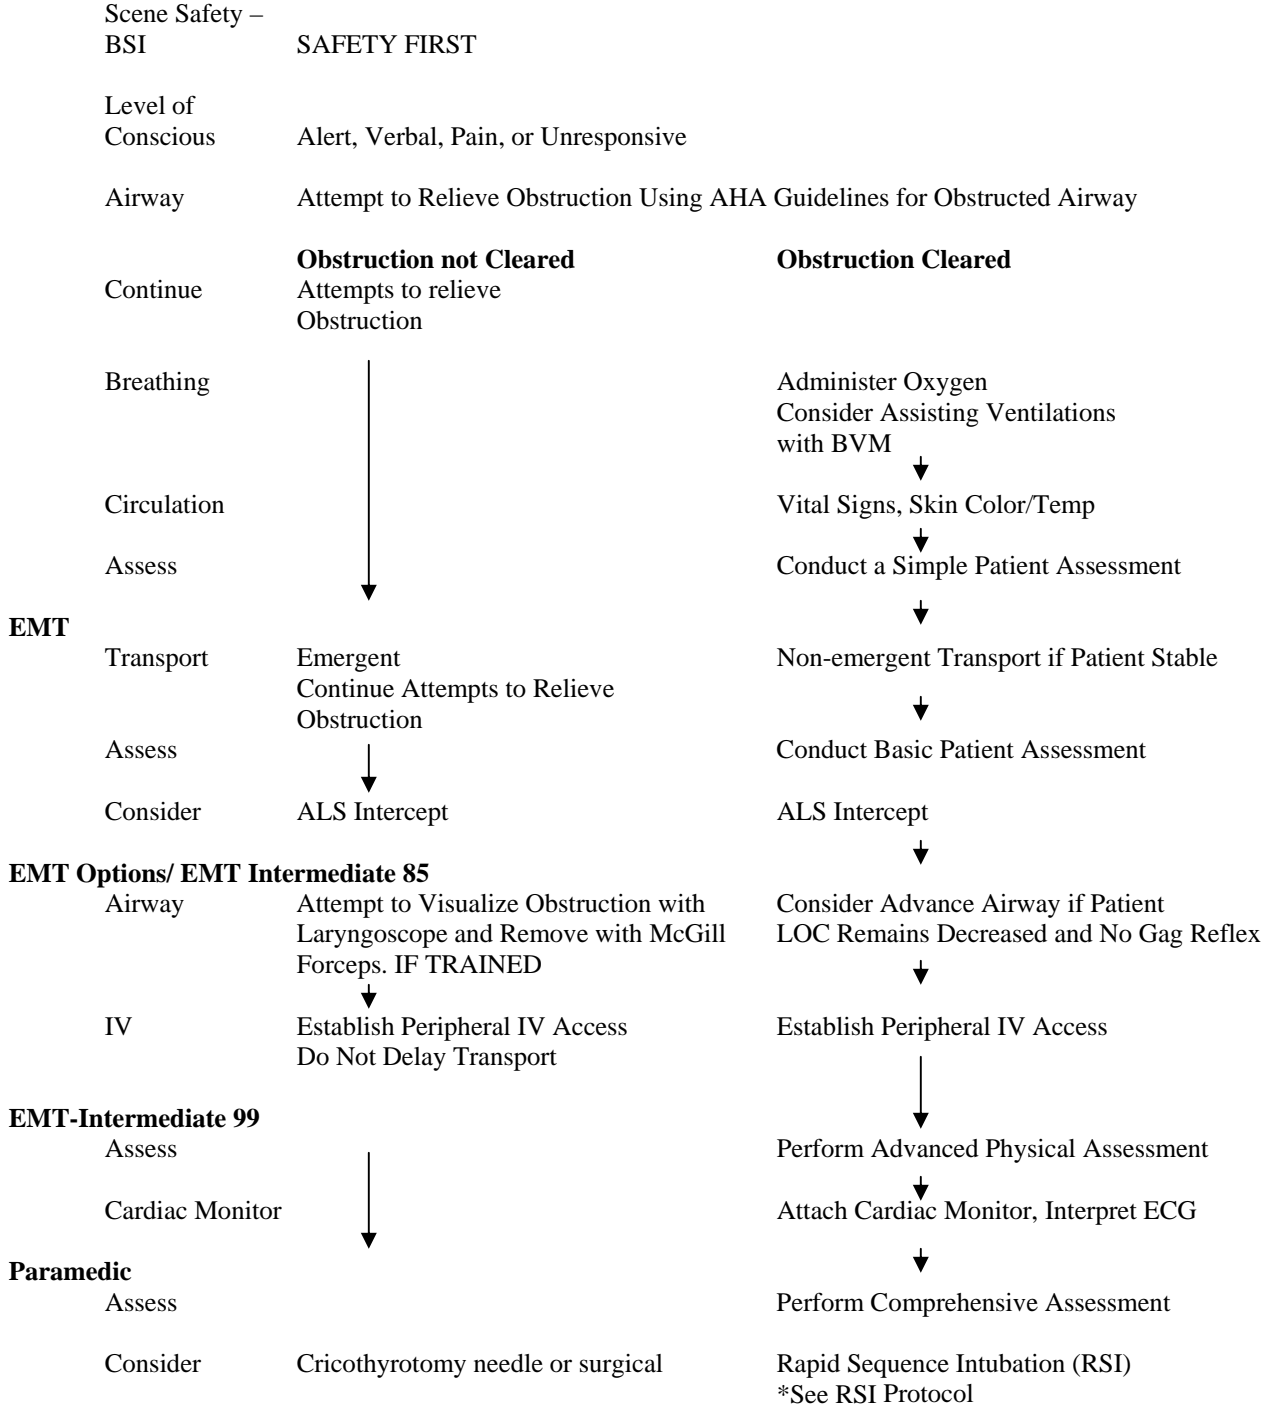 Scene Safety –
BSI SAFETY FIRST
Level of
Conscious Alert, Verbal, Pain, or Unresponsive
Airway Attempt to Relieve Obstruction Using AHA Guidelines for Obstructed Airway
Obstruction not Cleared Obstruction Cleared
Continue Attempts to relieve
Obstruction
Breathing Administer Oxygen
Consider Assisting Ventilations
with BVM
Circulation Vital Signs, Skin Color/Temp
Assess Conduct a Simple Patient Assessment
EMT
Transport Emergent Non-emergent Transport if Patient Stable
Continue Attempts to Relieve
Obstruction
Assess Conduct Basic Patient Assessment
Consider ALS Intercept ALS Intercept
EMT Options/ EMT Intermediate 85
Airway Attempt to Visualize Obstruction with Consider Advance Airway if Patient
Laryngoscope and Remove with McGill LOC Remains Decreased and No Gag Reflex
Forceps. IF TRAINED
IV Establish Peripheral IV Access Establish Peripheral IV Access
Do Not Delay Transport
EMT-Intermediate 99
Assess Perform Advanced Physical Assessment
Cardiac Monitor Attach Cardiac Monitor, Interpret ECG
Paramedic
Assess Perform Comprehensive Assessment
Consider Cricothyrotomy needle or surgical Rapid Sequence Intubation (RSI)
*See RSI Protocol